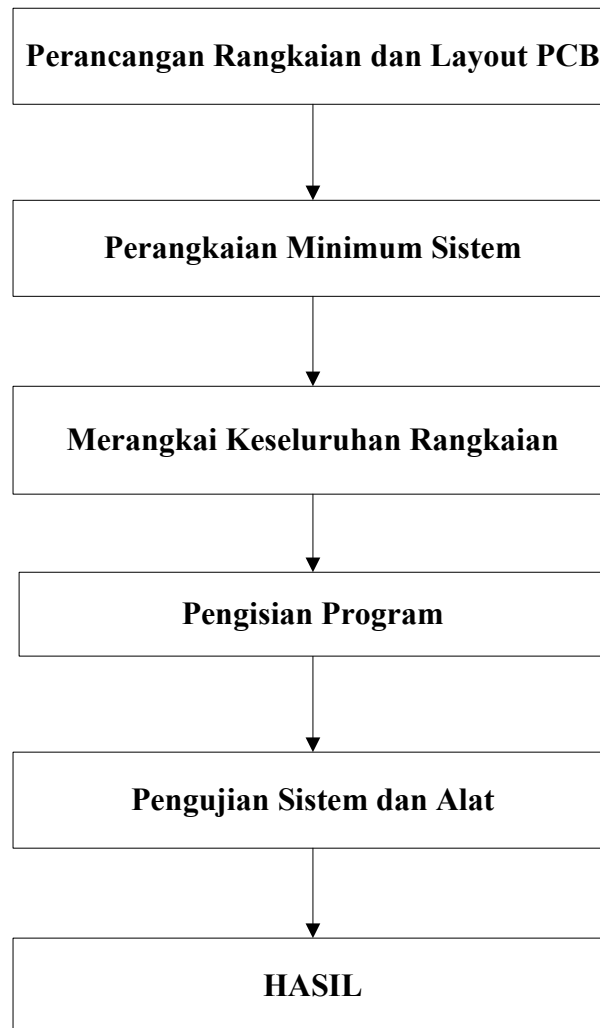 Perancangan Rangkaian dan Layout PCB
Perangkaian Minimum Sistem
Merangkai Keseluruhan Rangkaian
Pengisian Program
Pengujian Sistem dan Alat
HASIL